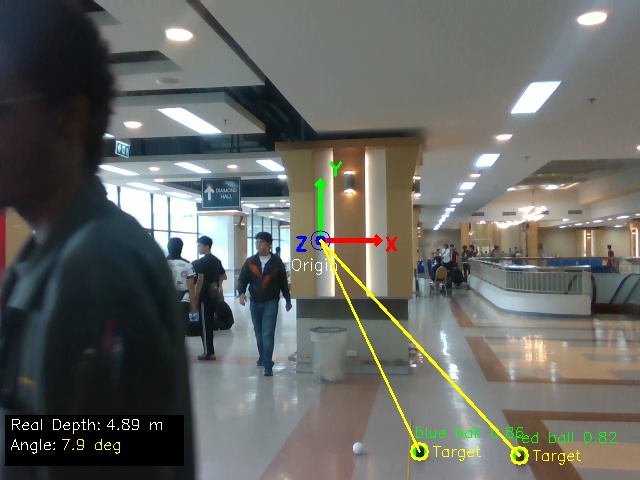 DIAMOND
HALL
Y
Z
X
Origin
blue ball 0.86
red ball 0.82
Target
Target
Real Depth: 4.89 m
Angle: 7.9 deg